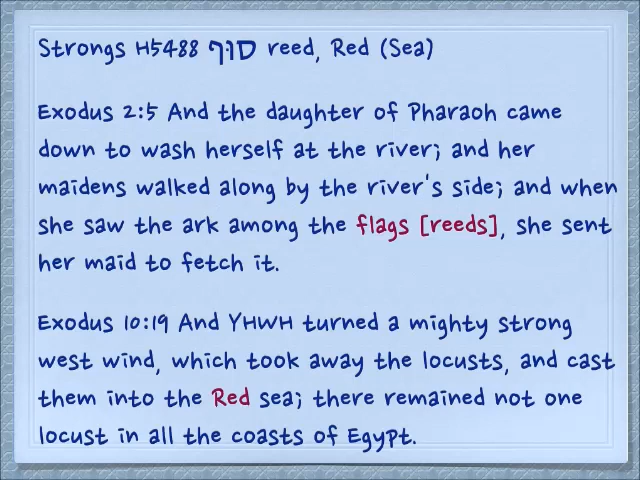 Strongs H5488 סוף reed, Red (Sea)
Exodus 2:5 And the daughter of Pharaoh came
down to wash herself at the river; and her
maidens walked along by the river's side; and when
she saw the ark among the flags [reeds], she sent
her maid to fetch it.
Exodus 10:19 And YHWH turned a mighty strong
west wind, which took away the locusts, and cast
them into the Red sea; there remained not one
locust in all the coasts of Egypt.